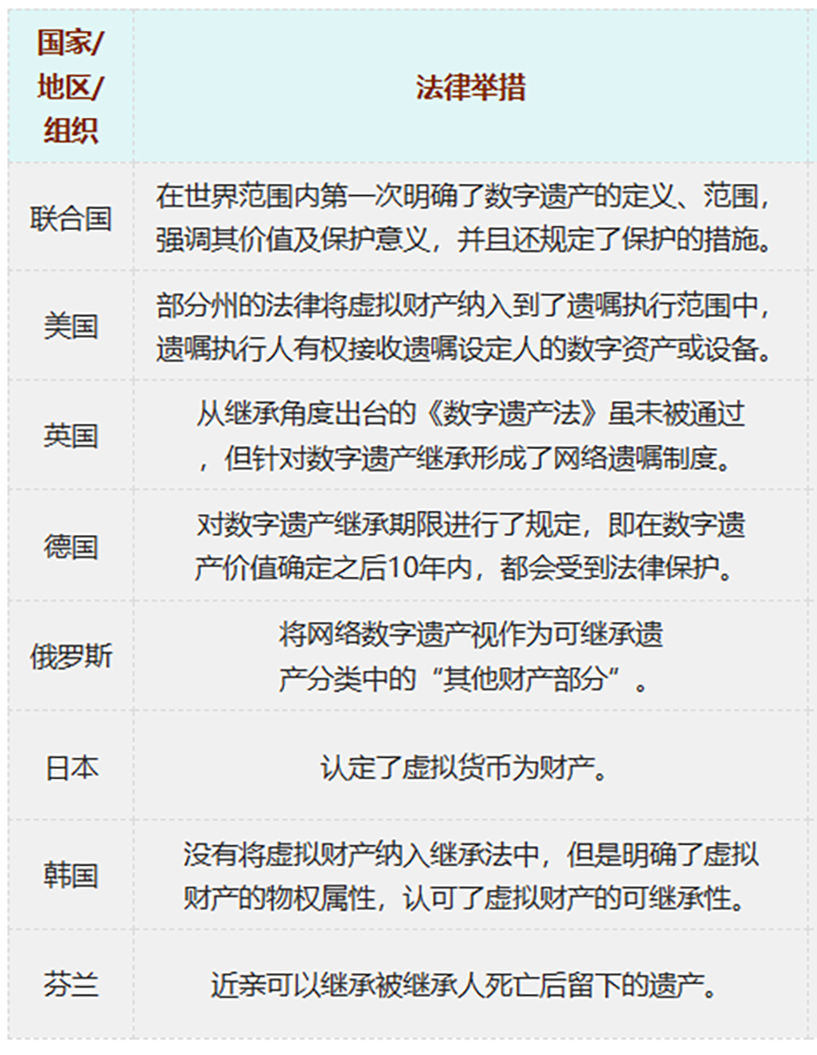 国家/
地区/
组织
法律举措
联合国
在世界范围内第一次明确了数字遗产的定义、范围，
强调其价值及保护意义，并且还规定了保护的措施。
美国
部分州的法律将虚拟财产纳入到了遗嘱执行范围中，
遗嘱执行人有权接收遗嘱设定人的数字资产或设备。
英国
从继承角度出台的《数字遗产法》虽未被通过
，但针对数字遗产继承形成了网络遗嘱制度。
德国
对数字遗产继承期限进行了规定，即在数字遗
产价值确定之后10年内，都会受到法律保护。
俄罗斯
将网络数字遗产视作为可继承遗
产分类中的“其他财产部分”。
日本
认定了虚拟货币为财产。
韩国
没有将虚拟财产纳入继承法中，但是明确了虚拟
财产的物权属性，认可了虚拟财产的可继承性。
芬兰
近亲可以继承被继承人死亡后留下的遗产。